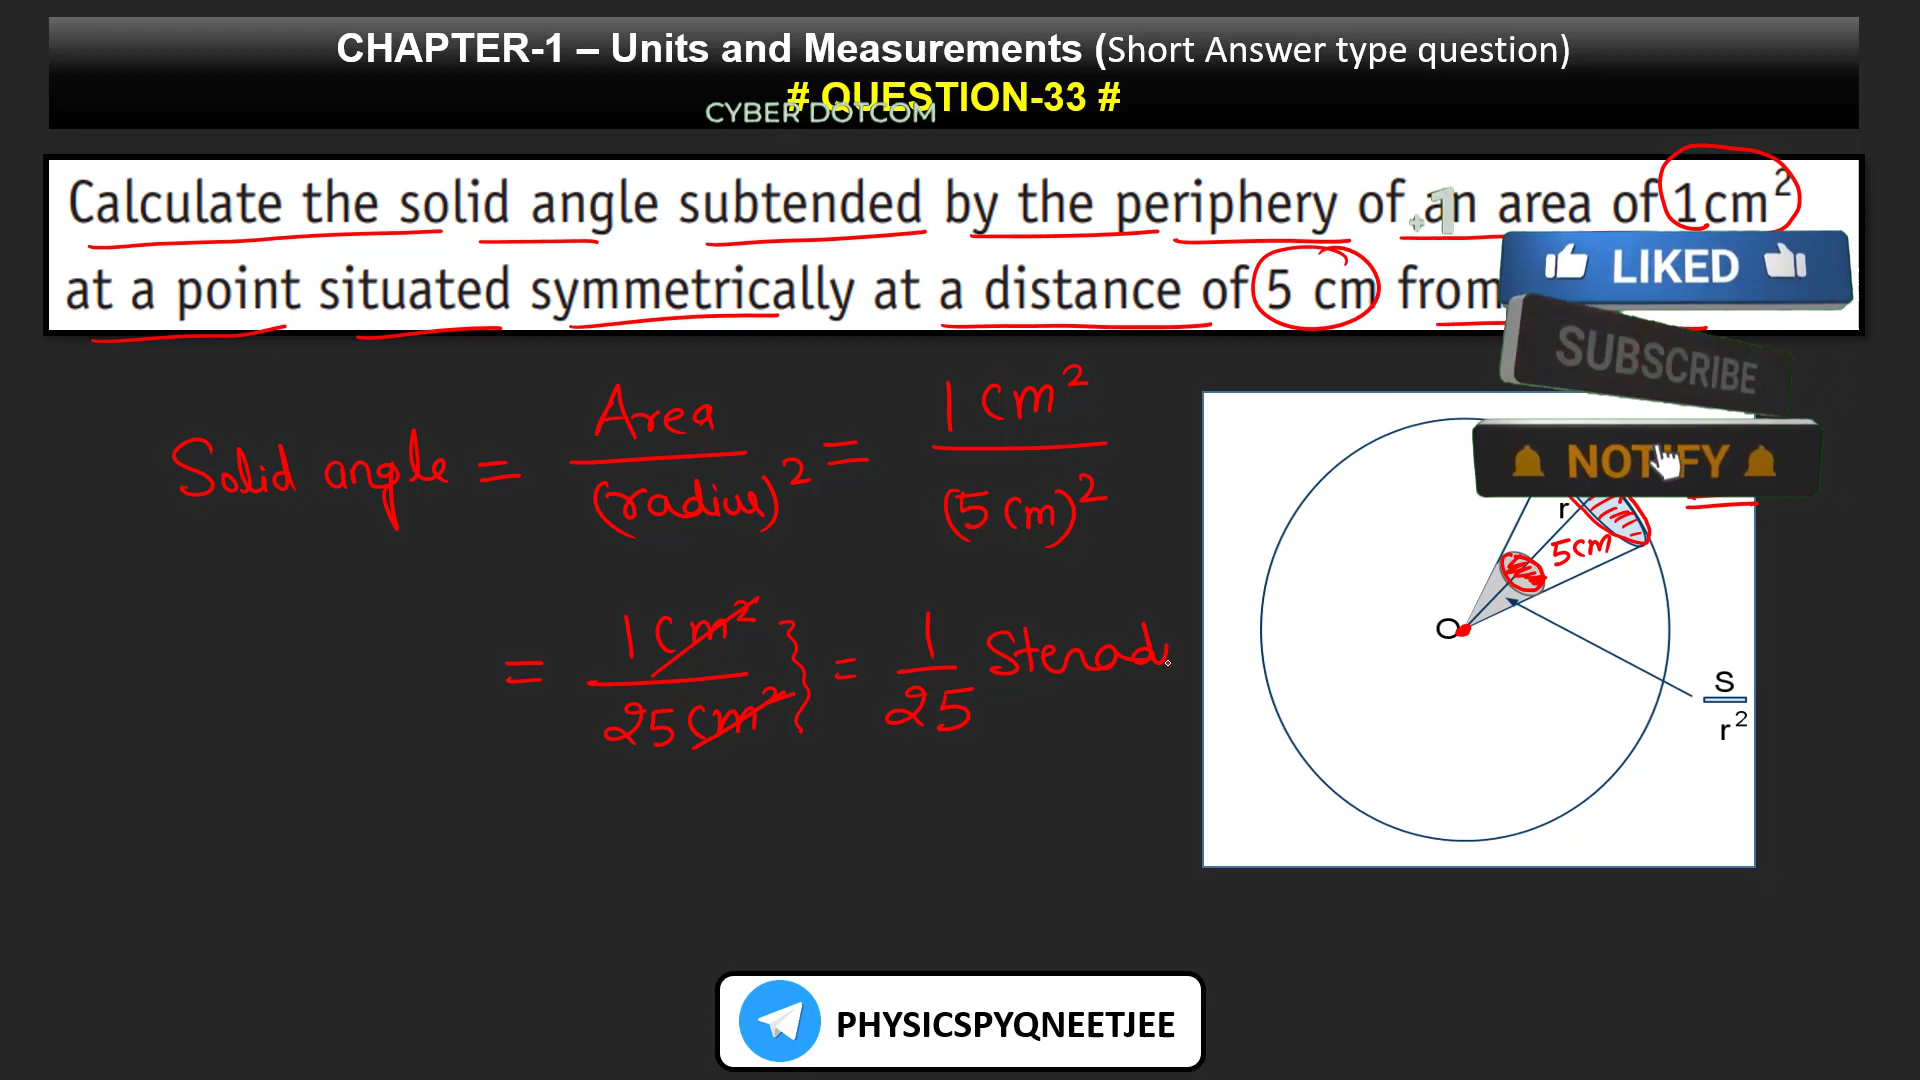 CHAPTER-1 – Units and Measurements (Short Answer type question)
# QUESTION-33 #
CYBER DOTCOM
Calculate the solid angle subtended by the periphery of an area of 1cm²
+1
at a point situated symmetrically at a distance of 5 cm from
LIKED
SUBSCRIBE
NOTIFY
Solid angle = Area / (radius)² = 1 cm² / (5 cm)²
= 1 cm² / 25 cm² } = 1 / 25 Steradi
r
5cm
O
S
r²
PHYSICSPYQNEETJEE